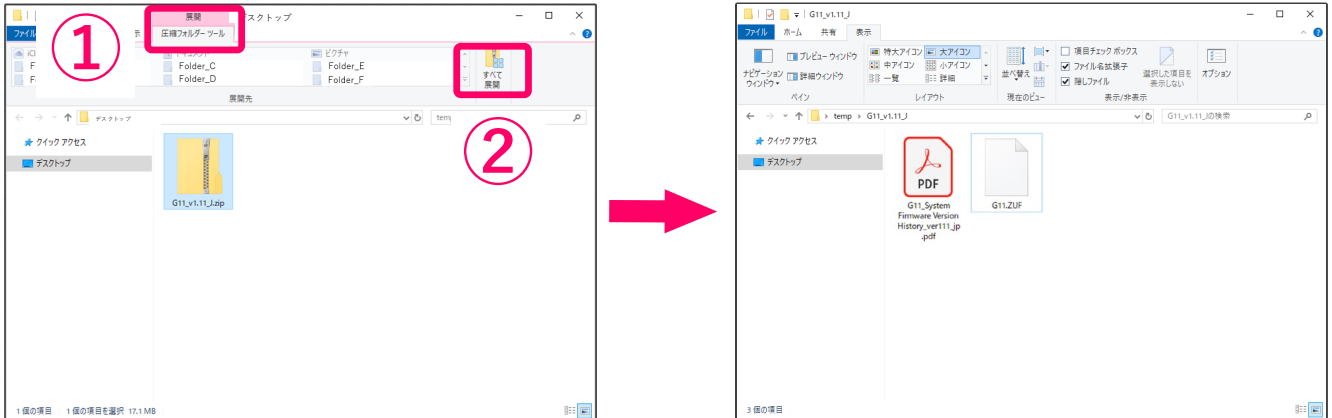 展開
デスクトップ
ファイル
圧縮フォルダー ツール
①
ピクチャ
Folder_C
Folder_E
Folder_D
Folder_F
すべて
展開
展開先
②
デスクトップ
クイック アクセス
デスクトップ
G11_v1.11_J.zip
1 個の項目
1 個の項目を選択 17.1 MB
G11_v1.11_J
ファイル
ホーム
共有
表示
ナビゲーション
ウィンドウ
プレビュー ウィンドウ
詳細ウィンドウ
ペイン
特大アイコン
大アイコン
中アイコン
小アイコン
一覧
詳細
レイアウト
並べ替え
現在のビュー
項目チェック ボックス
ファイル名拡張子
隠しファイル
選択した項目を
表示しない
表示/非表示
オプション
temp
G11_v1.11_J
G11_v1.11_Jの検索
クイック アクセス
デスクトップ
PDF
G11_System
Firmware Version
History_ver111_jp
.pdf
G11.ZUF
3 個の項目